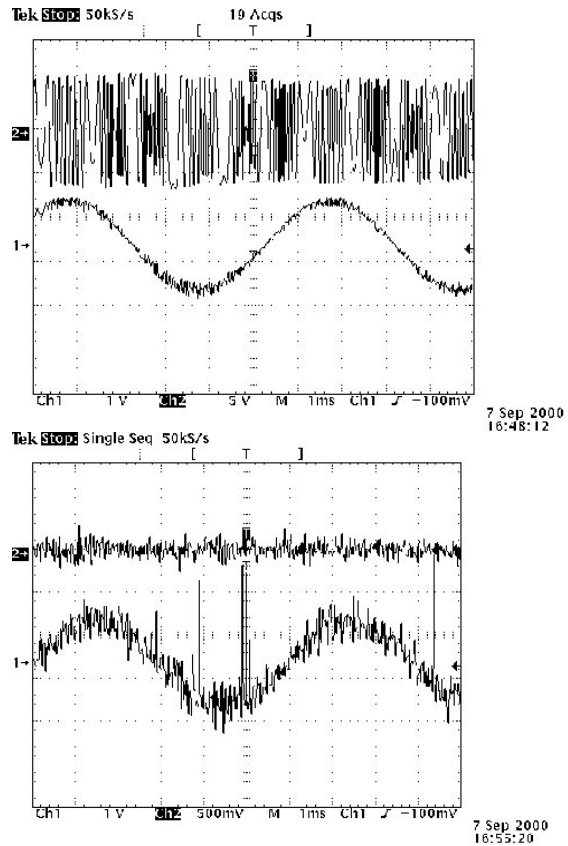 Tek Stop: 50kS/s 19 Acqs
[ T ]
T
2→
1→
Ch1 1 V Ch2 5 V M 1ms Ch1 ƒ −100mV
7 Sep 2000
16:48:12
Tek Stop: Single Seq 50kS/s
[ T ]
2→
1→
Ch1 1 V Ch2 500mV M 1ms Ch1 ƒ −100mV
7 Sep 2000
16:55:20